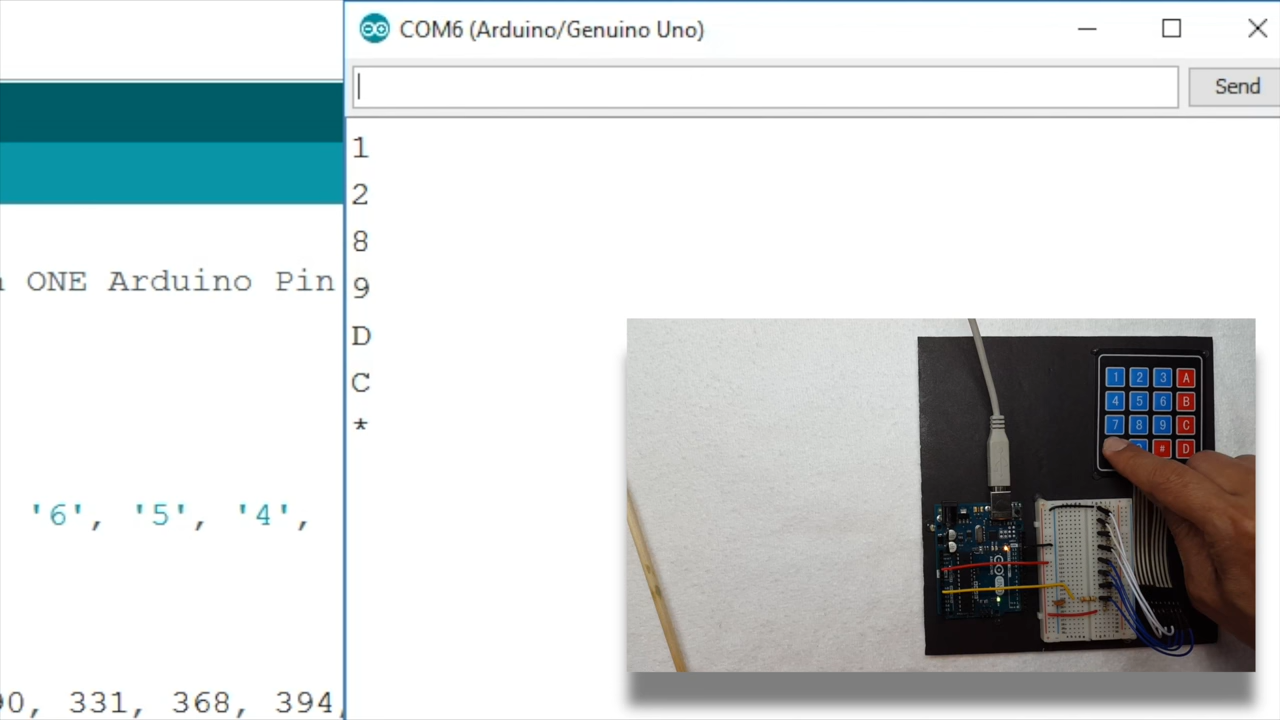 COM6 (Arduino/Genuino Uno)
Send
1
2
8
9
D
C
*
ONE Arduino Pin
'6', '5', '4',
90, 331, 368, 394,
1 2 3 A
4 5 6 B
7 8 9 C
# D